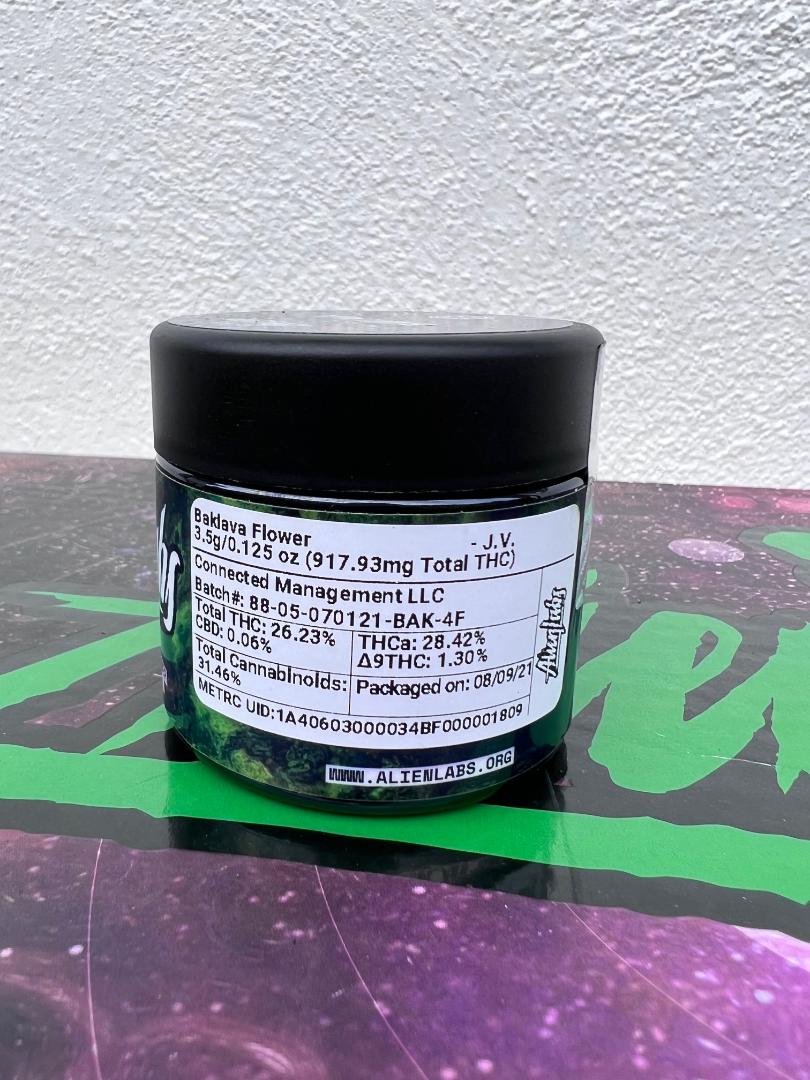 Baklava Flower - J.V.
3.5g/0.125 oz (917.93mg Total THC)
Connected Management LLC
Batch#: 88-05-070121-BAK-4F
Total THC: 26.23% THCa: 28.42%
CBD: 0.06% Δ9THC: 1.30%
Total Cannabinoids: Packaged on: 08/09/21
31.46%
METRC UID:1A40603000034BF000001809
Alien Labs
WWW.ALIENLABS.ORG